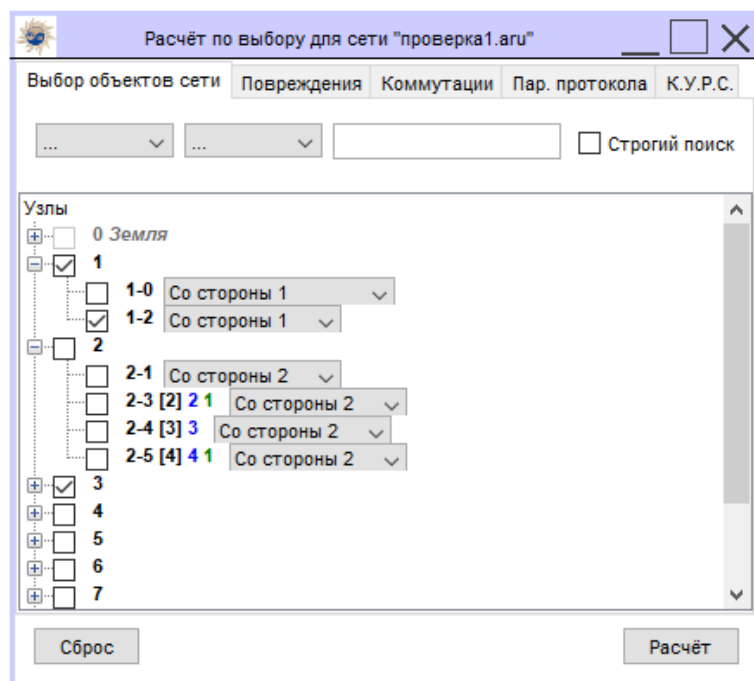 Расчёт по выбору для сети "проверка1.aru"
Выбор объектов сети Повреждения Коммутации Пар. протокола К.У.Р.С.
... ... Строгий поиск
Узлы
0 Земля
1
1-0 Со стороны 1
1-2 Со стороны 1
2
2-1 Со стороны 2
2-3 [2] 2 1 Со стороны 2
2-4 [3] 3 Со стороны 2
2-5 [4] 4 1 Со стороны 2
3
4
5
6
7
Сброс Расчёт